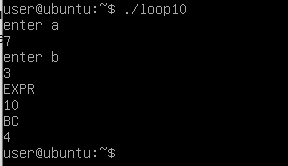 user@ubuntu:~$ ./loop10
enter a
7
enter b
3
EXPR
10
BC
4
user@ubuntu:~$